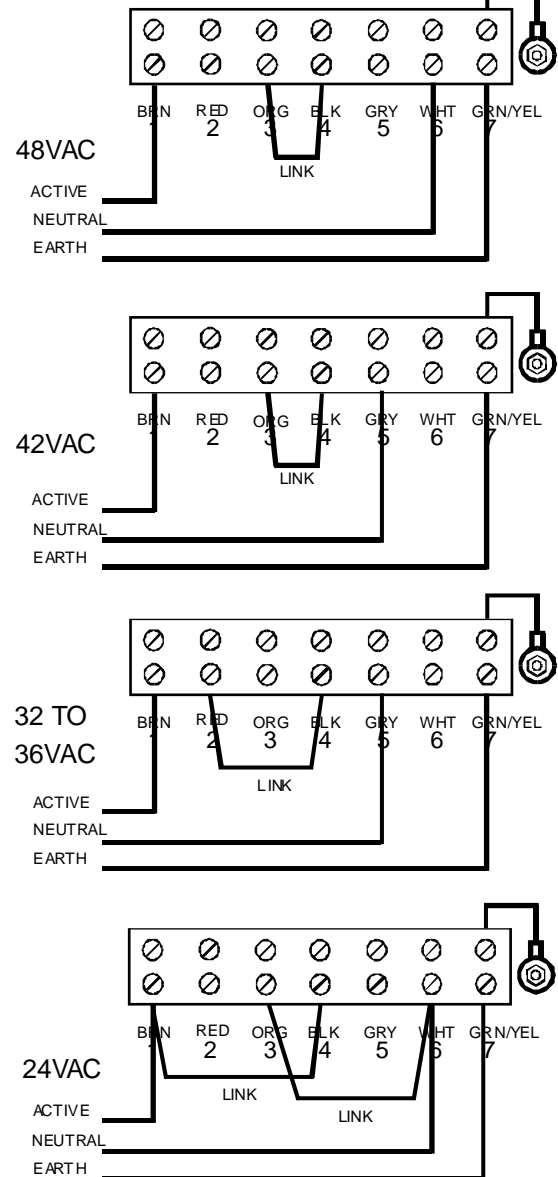 BRN RED ORG BLK GRY WHT GRN/YEL
1 2 3 4 5 6 7
48VAC
LINK
ACTIVE
NEUTRAL
EARTH
BRN RED ORG BLK GRY WHT GRN/YEL
1 2 3 4 5 6 7
42VAC
LINK
ACTIVE
NEUTRAL
EARTH
BRN RED ORG BLK GRY WHT GRN/YEL
1 2 3 4 5 6 7
32 TO
36VAC
LINK
ACTIVE
NEUTRAL
EARTH
BRN RED ORG BLK GRY WHT GRN/YEL
1 2 3 4 5 6 7
24VAC
LINK
LINK
ACTIVE
NEUTRAL
EARTH